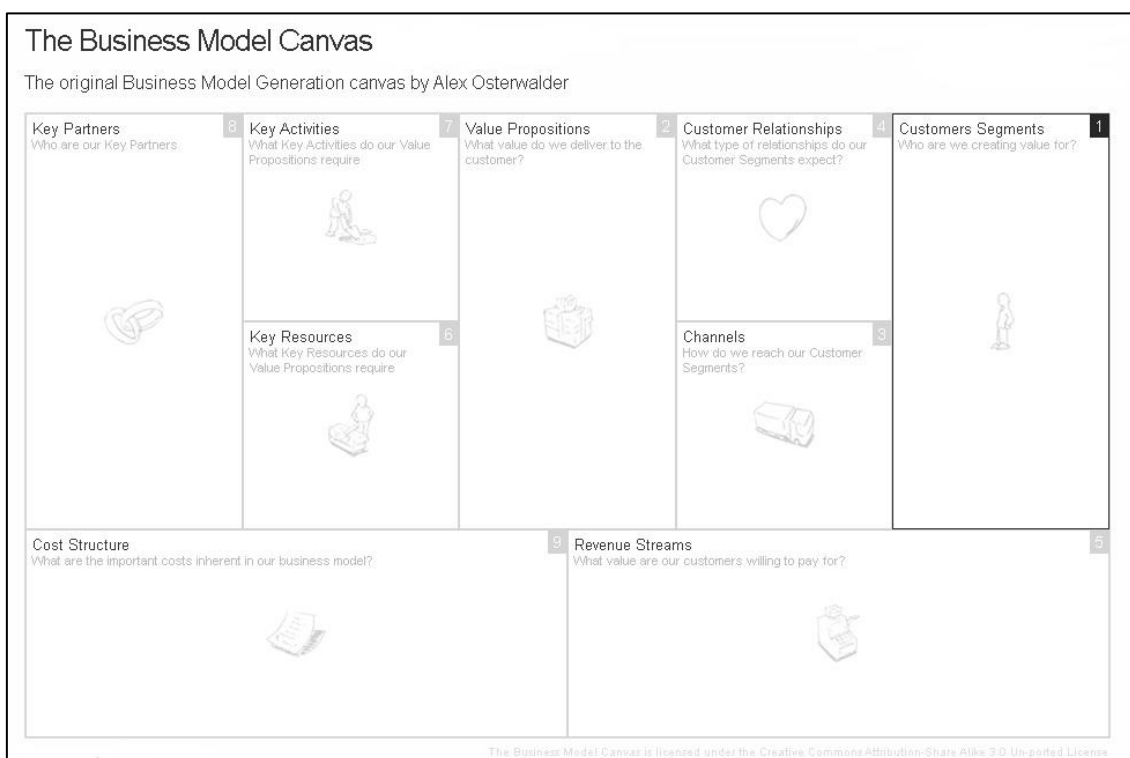 The Business Model Canvas
The original Business Model Generation canvas by Alex Osterwalder
Key Partners
8
Who are our Key Partners
Key Activities
7
What Key Activities do our Value
Propositions require
Key Resources
6
What Key Resources do our
Value Propositions require
Value Propositions
2
What value do we deliver to the
customer?
Customer Relationships
4
What type of relationships do our
Customer Segments expect?
Channels
3
How do we reach our Customer
Segments?
Customers Segments
1
Who are we creating value for?
Cost Structure
9
What are the important costs inherent in our business model?
Revenue Streams
5
What value are our customers willing to pay for?
The Business Model Canvas is licensed under the Creative Commons Attribution-Share Alike 3.0 Un-ported License